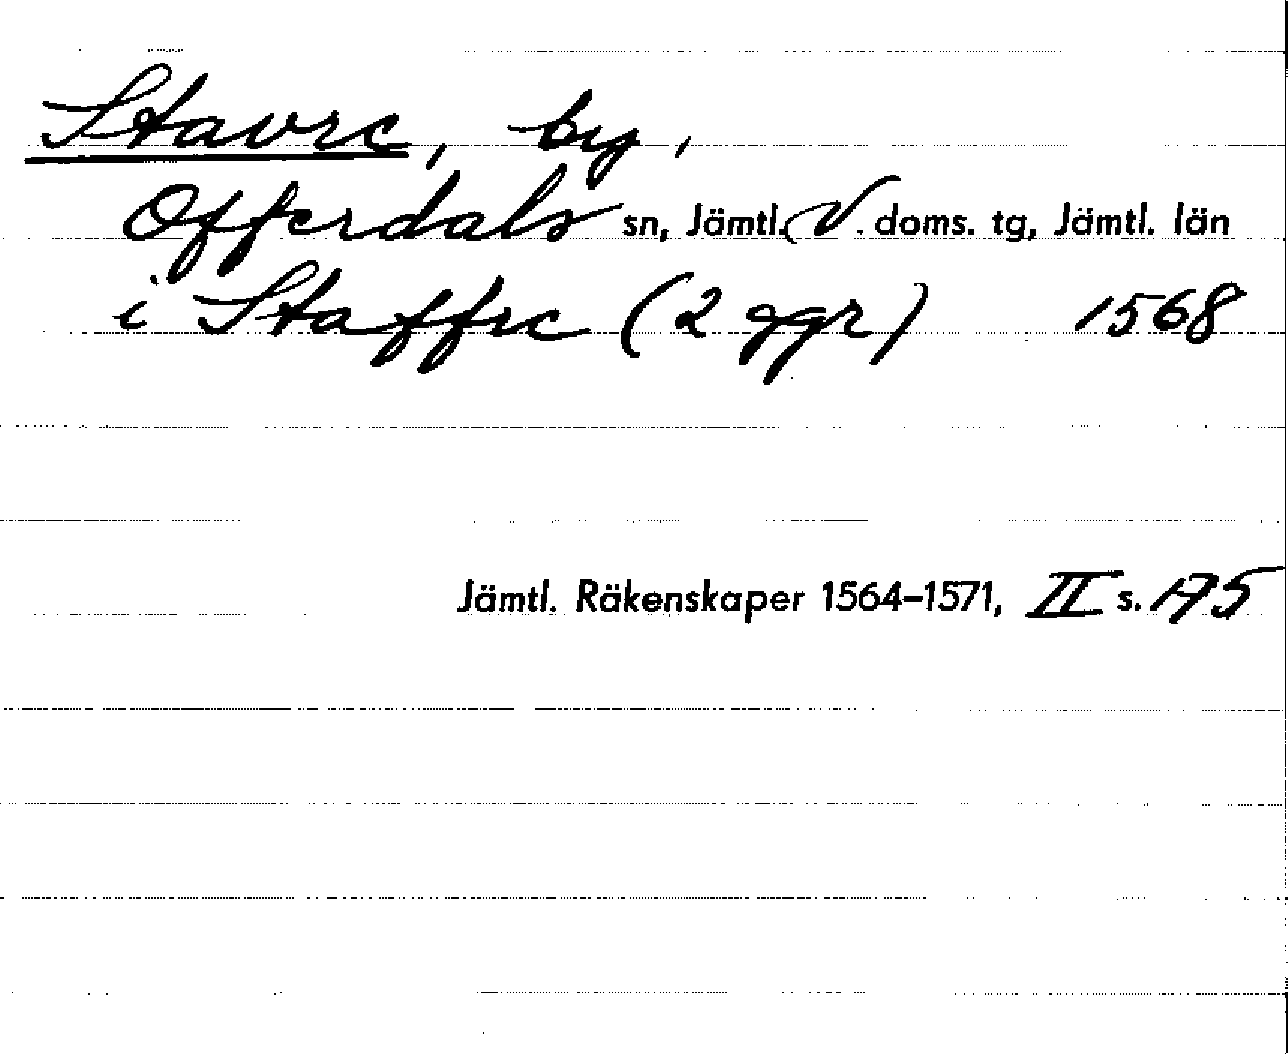 Stavre, by,
Offerdals sn, Jämtl. V. doms. tg, Jämtl. län
i Staffre (2 ggr) 1568
Jämtl. Räkenskaper 1564–1571, II s. 175